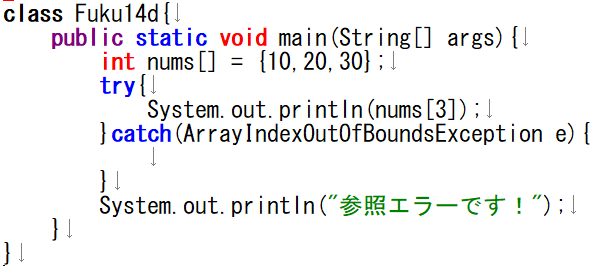 class Fuku14d{↓
    public static void main(String[] args){↓
        int nums[] = {10,20,30};↓
        try{↓
            System.out.println(nums[3]);↓
        }catch(ArrayIndexOutOfBoundsException e){↓
            ↓
        }↓
        System.out.println("参照エラーです！");↓
    }↓
}↓